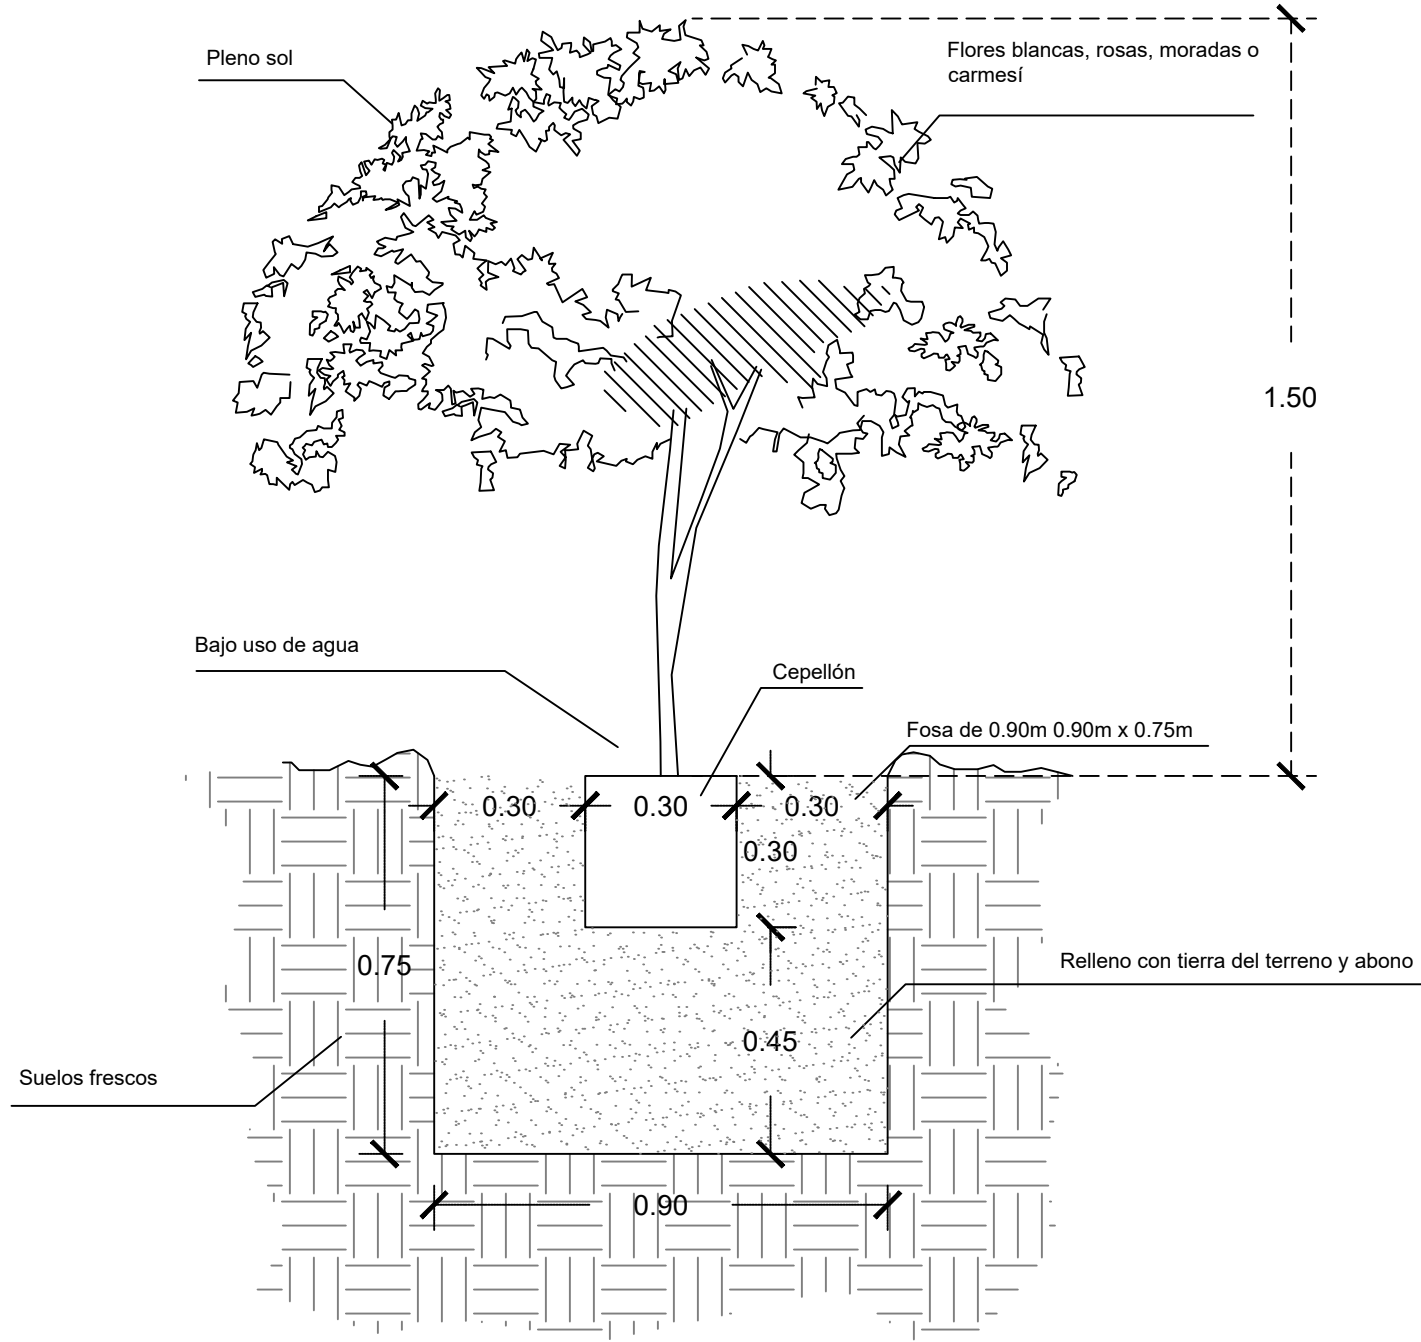 Pleno sol
Flores blancas, rosas, moradas o
carmesí
1.50
Bajo uso de agua
Cepellón
Fosa de 0.90m 0.90m x 0.75m
0.30
0.30
0.30
0.30
0.75
Relleno con tierra del terreno y abono
0.45
Suelos frescos
0.90